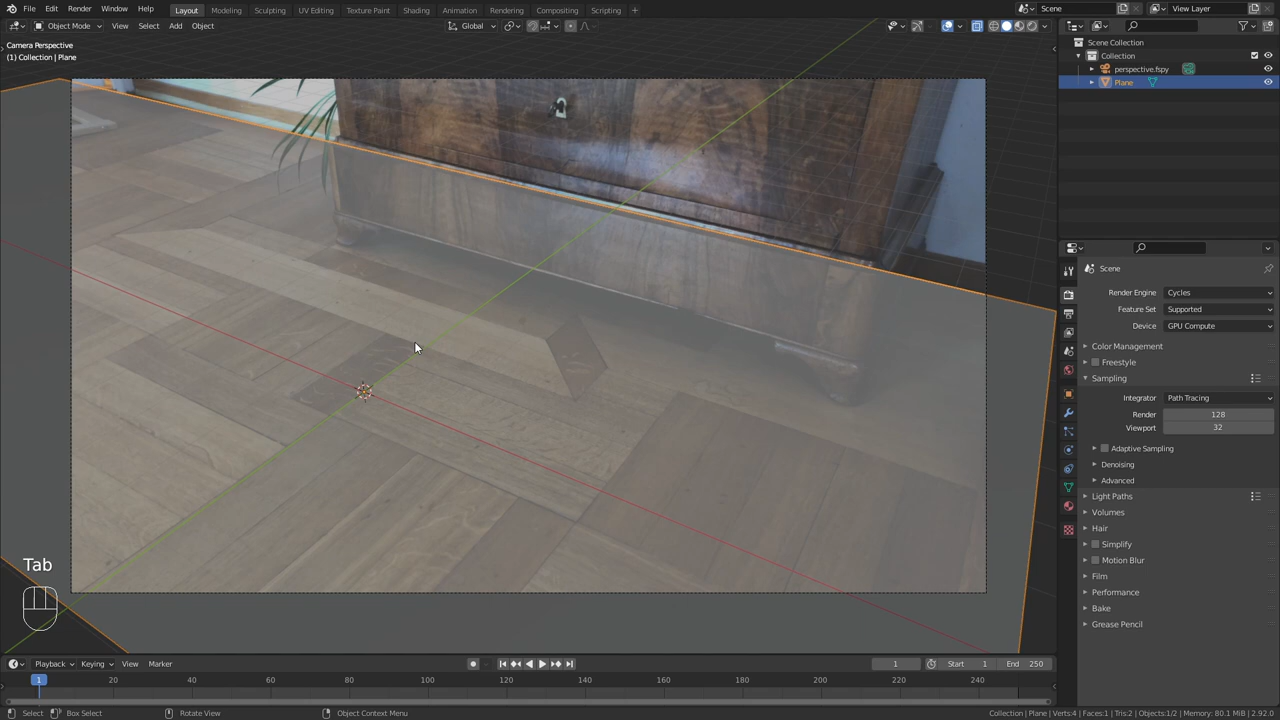 File Edit Render Window Help Layout Modeling Sculpting UV Editing Texture Paint Shading Animation Rendering Compositing Scripting + Scene View Layer
Object Mode View Select Add Object Global
Camera Perspective
(1) Collection | Plane
Scene Collection
Collection
perspective.fspy
Plane
Scene
Render Engine Cycles
Feature Set Supported
Device GPU Compute
Color Management
Freestyle
Sampling
Integrator Path Tracing
Render 128
Viewport 32
Adaptive Sampling
Denoising
Advanced
Light Paths
Volumes
Hair
Simplify
Motion Blur
Film
Performance
Bake
Grease Pencil
Tab
Playback Keying View Marker 1 Start 1 End 250
1 20 40 60 80 100 120 140 160 180 200 220 240
Select Box Select Rotate View Object Context Menu Collection | Plane | Verts:4 | Faces:1 | Tris:2 | Objects:1/2 | Memory: 80.1 MiB | 2.92.0